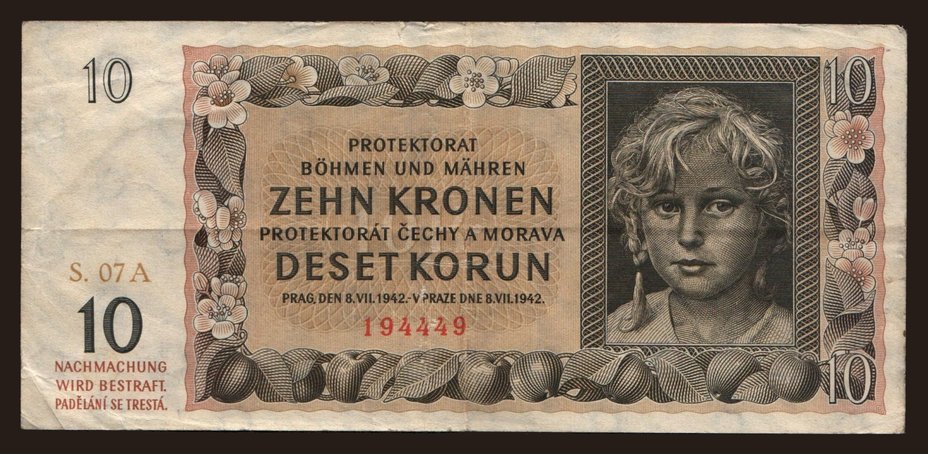 10
10
PROTEKTORAT
BÖHMEN UND MÄHREN
ZEHN KRONEN
PROTEKTORÁT ČECHY A MORAVA
DESET KORUN
PRAG, DEN 8.VII.1942.-V PRAZE DNE 8.VII.1942.
194449
S. 07 A
10
NACHMACHUNG
WIRD BESTRAFT.
PADĚLÁNÍ SE TRESTÁ.
10